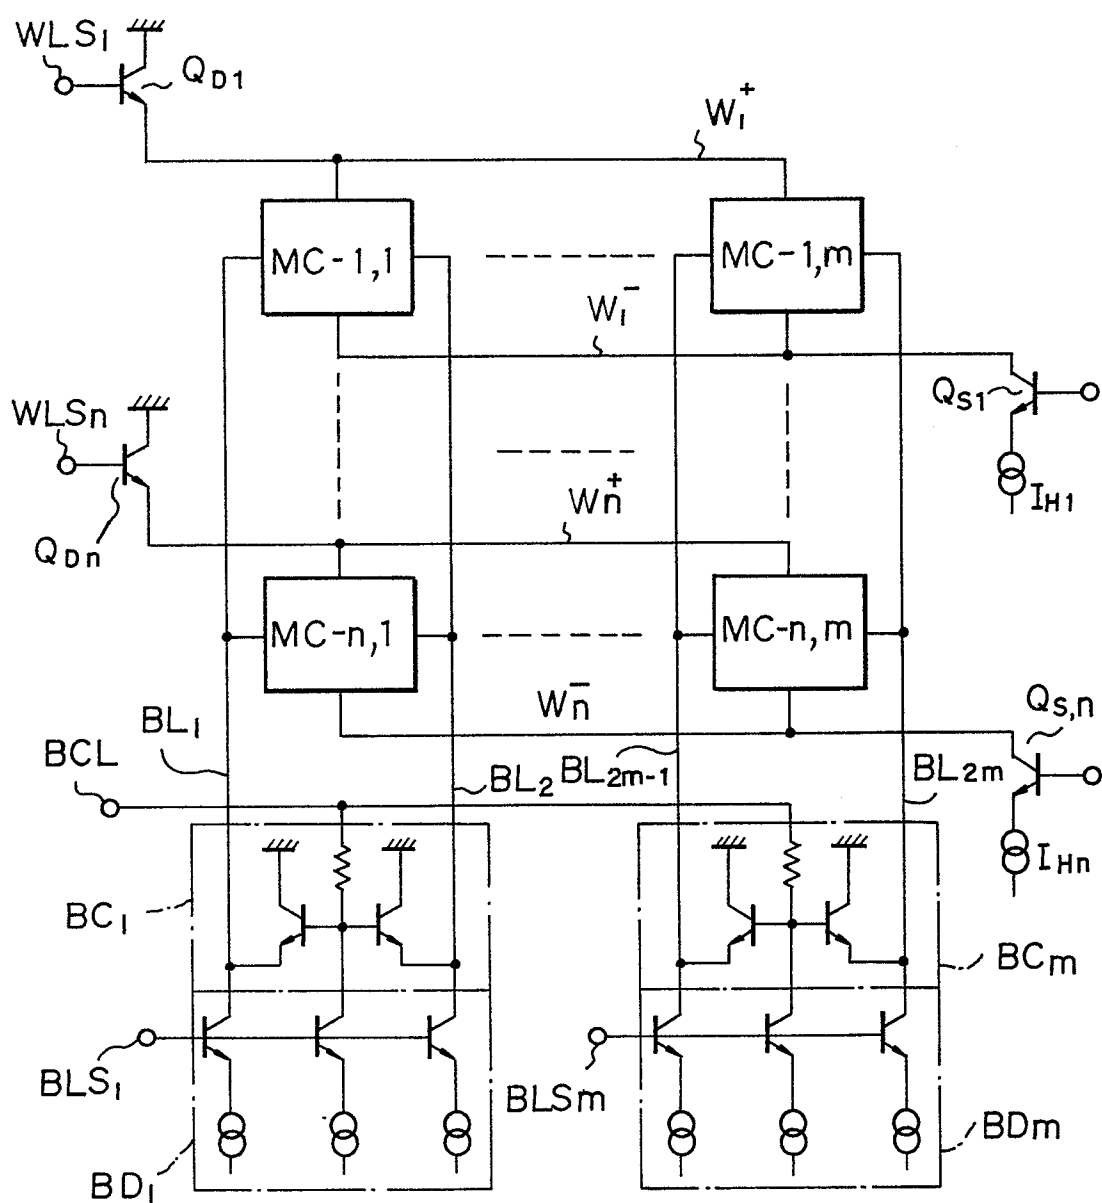 WLS1
QD1
W1+
MC-1,1
MC-1,m
W1-
QS1
WLSn
IH1
Wn+
QDn
MC-n,1
MC-n,m
Wn-
QS,n
BL1
BCL
BL2
BL2m-1
BL2m
IHn
BC1
BCm
BLS1
BLSm
BDm
BD1